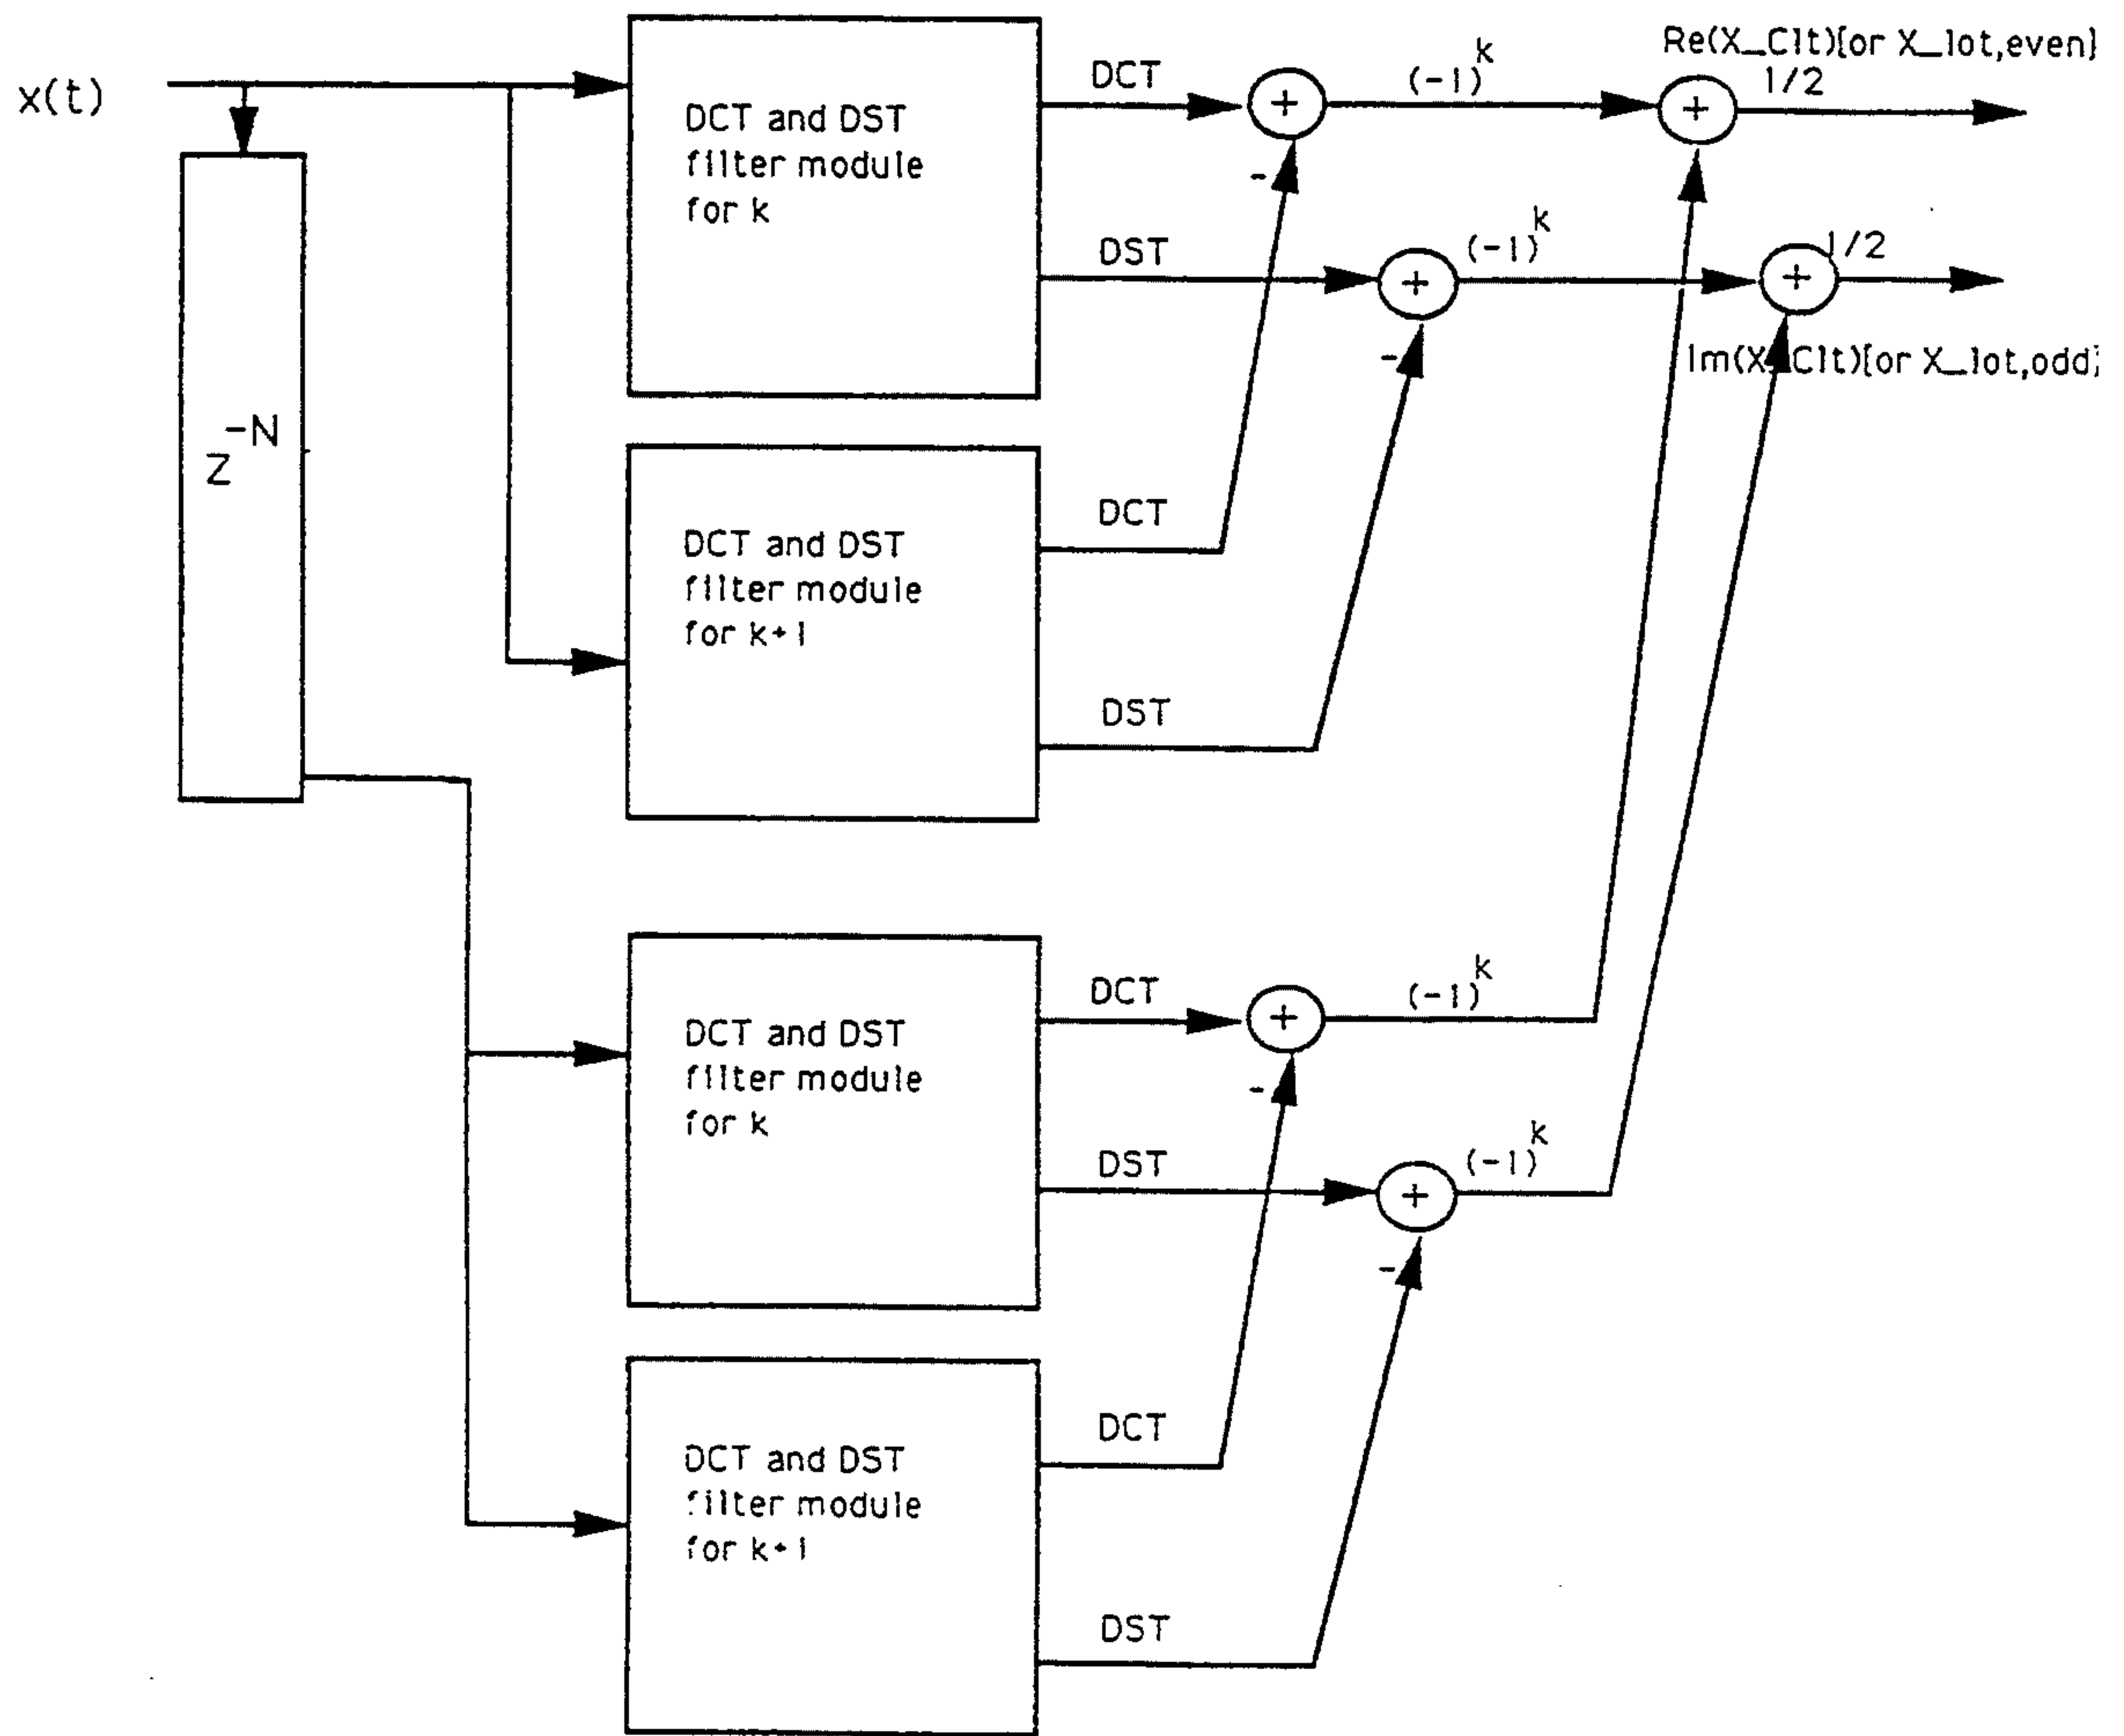 x(t)
z^-N
DCT and DST
filter module
for k
DCT
DST
DCT and DST
filter module
for k+1
DCT
DST
DCT and DST
filter module
for k
DCT
DST
DCT and DST
filter module
for k+1
DCT
DST
+
-
(-1)^k
+
-
(-1)^k
+
-
(-1)^k
+
-
(-1)^k
Re(X_Clt)[or X_lot,even]
+
1/2
+
1/2
Im(X_Clt)[or X_lot,odd]